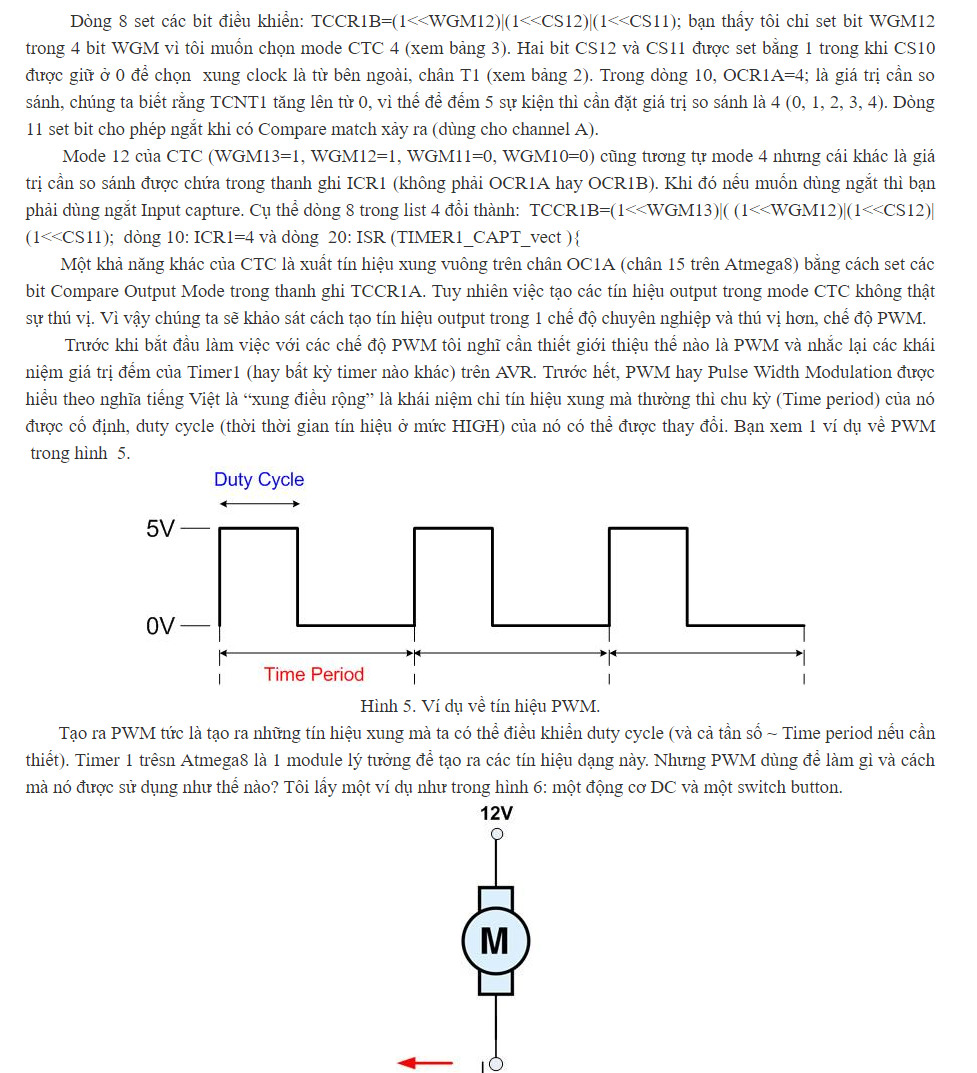 Dòng 8 set các bit điều khiển: TCCR1B=(1<<WGM12)|(1<<CS12)|(1<<CS11); bạn thấy tôi chỉ set bit WGM12
trong 4 bit WGM vì tôi muốn chọn mode CTC 4 (xem bảng 3). Hai bit CS12 và CS11 được set bằng 1 trong khi CS10
được giữ ở 0 để chọn xung clock là từ bên ngoài, chân T1 (xem bảng 2). Trong dòng 10, OCR1A=4; là giá trị cần so
sánh, chúng ta biết rằng TCNT1 tăng lên từ 0, vì thế để đếm 5 sự kiện thì cần đặt giá trị so sánh là 4 (0, 1, 2, 3, 4). Dòng
11 set bit cho phép ngắt khi có Compare match xảy ra (dùng cho channel A).
Mode 12 của CTC (WGM13=1, WGM12=1, WGM11=0, WGM10=0) cũng tương tự mode 4 nhưng cái khác là giá
trị cần so sánh được chứa trong thanh ghi ICR1 (không phải OCR1A hay OCR1B). Khi đó nếu muốn dùng ngắt thì bạn
phải dùng ngắt Input capture. Cụ thể dòng 8 trong list 4 đổi thành: TCCR1B=(1<<WGM13)|( (1<<WGM12)|(1<<CS12)|
(1<<CS11); dòng 10: ICR1=4 và dòng 20: ISR (TIMER1_CAPT_vect ){
Một khả năng khác của CTC là xuất tín hiệu xung vuông trên chân OC1A (chân 15 trên Atmega8) bằng cách set các
bit Compare Output Mode trong thanh ghi TCCR1A. Tuy nhiên việc tạo các tín hiệu output trong mode CTC không thật
sự thú vị. Vì vậy chúng ta sẽ khảo sát cách tạo tín hiệu output trong 1 chế độ chuyên nghiệp và thú vị hơn, chế độ PWM.
Trước khi bắt đầu làm việc với các chế độ PWM tôi nghĩ cần thiết giới thiệu thế nào là PWM và nhắc lại các khái
niệm giá trị đếm của Timer1 (hay bất kỳ timer nào khác) trên AVR. Trước hết, PWM hay Pulse Width Modulation được
hiểu theo nghĩa tiếng Việt là “xung điều rộng” là khái niệm chỉ tín hiệu xung mà thường thì chu kỳ (Time period) của nó
được cố định, duty cycle (thời thời gian tín hiệu ở mức HIGH) của nó có thể được thay đổi. Bạn xem 1 ví dụ về PWM
trong hình 5.
Duty Cycle
5V
0V
Time Period
Hình 5. Ví dụ về tín hiệu PWM.
Tạo ra PWM tức là tạo ra những tín hiệu xung mà ta có thể điều khiển duty cycle (và cả tần số ~ Time period nếu cần
thiết). Timer 1 trêsn Atmega8 là 1 module lý tưởng để tạo ra các tín hiệu dạng này. Nhưng PWM dùng để làm gì và cách
mà nó được sử dụng như thế nào? Tôi lấy một ví dụ như trong hình 6: một động cơ DC và một switch button.
12V
M